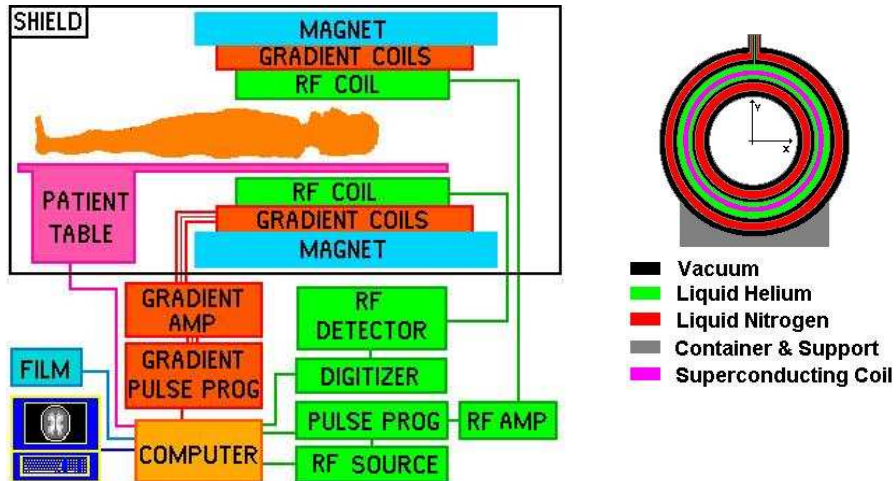 SHIELD
MAGNET
GRADIENT COILS
RF COIL
RF COIL
GRADIENT COILS
MAGNET
PATIENT
TABLE
GRADIENT
AMP
RF
DETECTOR
GRADIENT
PULSE PROG
DIGITIZER
FILM
PULSE PROG
RF AMP
COMPUTER
RF SOURCE
Y
X
Vacuum
Liquid Helium
Liquid Nitrogen
Container & Support
Superconducting Coil